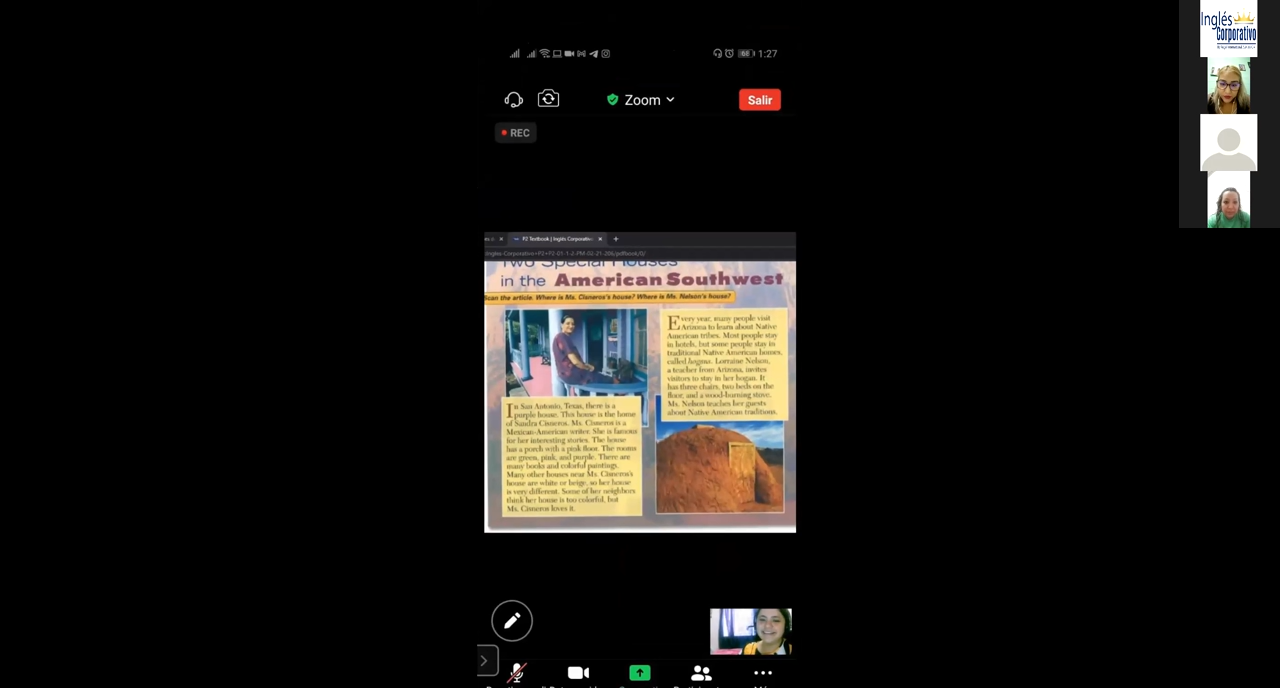 1:27
Zoom
Salir
REC
P2 Textbook | Inglés Corporativo
Two Special Houses
in the American Southwest
Scan the article. Where is Ms. Cisneros's house? Where is Ms. Nelson's house?
In San Antonio, Texas, there is a
purple house. This house is the home
of Sandra Cisneros. Ms. Cisneros is a
Mexican-American writer. She is famous
for her interesting stories. The house
has a porch with a pink floor. The rooms
are green, pink, and purple. There are
many books and colorful paintings.
Many other houses near Ms. Cisneros's
house are white or beige, so her house
is very different. Some of her neighbors
think her house is too colorful, but
Ms. Cisneros loves it.
Every year, many people visit
Arizona to learn about Native
American tribes. Most people stay
in hotels, but some people stay in
traditional Native American homes,
called hogans. Lorraine Nelson,
a teacher from Arizona, invites
visitors to stay in her hogan. It
has three chairs, two beds on the
floor, and a wood-burning stove.
Ms. Nelson teaches her guests
about Native American traditions.
Inglés
Corporativo